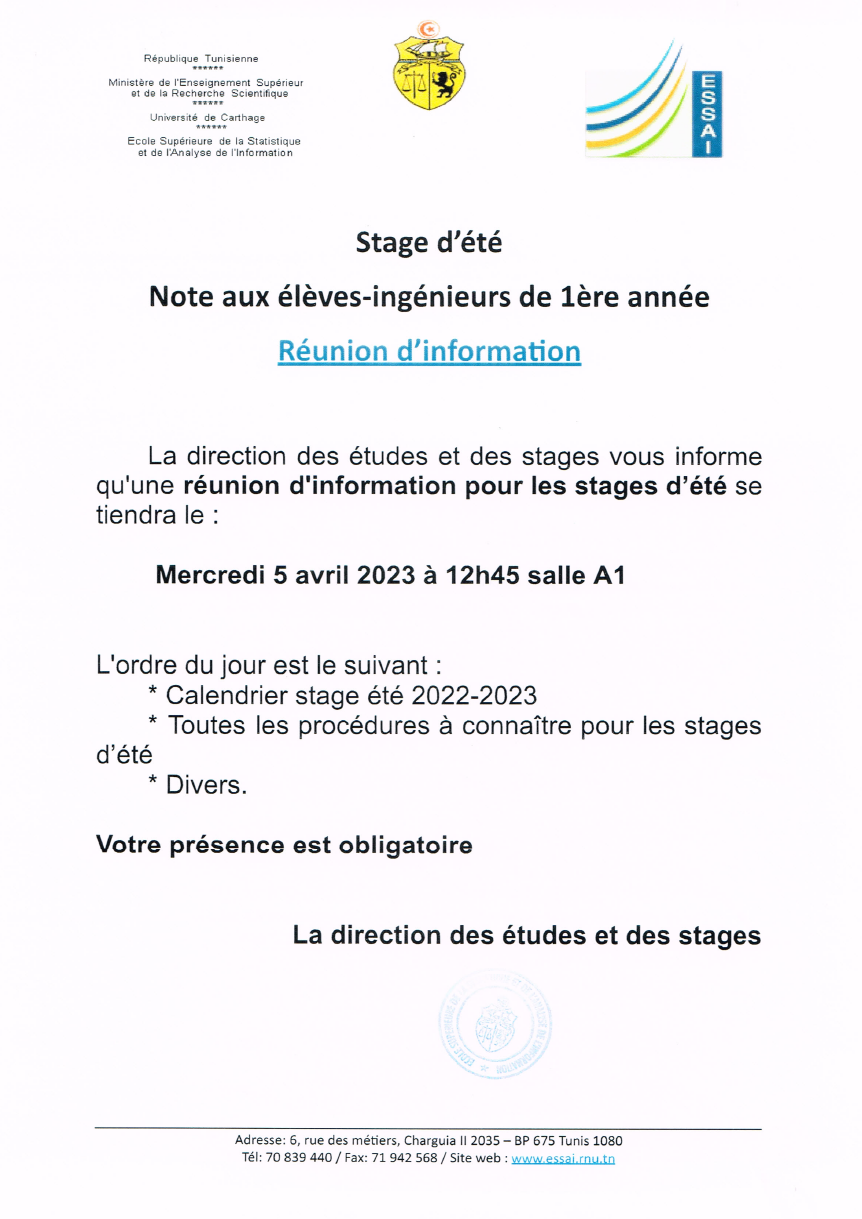 République Tunisienne
******
Ministère de l'Enseignement Supérieur
et de la Recherche Scientifique
******
Université de Carthage
******
Ecole Supérieure de la Statistique
et de l'Analyse de l'Information
ESSAI
Stage d'été
Note aux élèves-ingénieurs de 1ère année
Réunion d'information
La direction des études et des stages vous informe
qu'une réunion d'information pour les stages d'été se
tiendra le :
Mercredi 5 avril 2023 à 12h45 salle A1
L'ordre du jour est le suivant :
* Calendrier stage été 2022-2023
* Toutes les procédures à connaître pour les stages
d'été
* Divers.
Votre présence est obligatoire
La direction des études et des stages
Adresse: 6, rue des métiers, Charguia II 2035 – BP 675 Tunis 1080
Tél: 70 839 440 / Fax: 71 942 568 / Site web : www.essai.rnu.tn